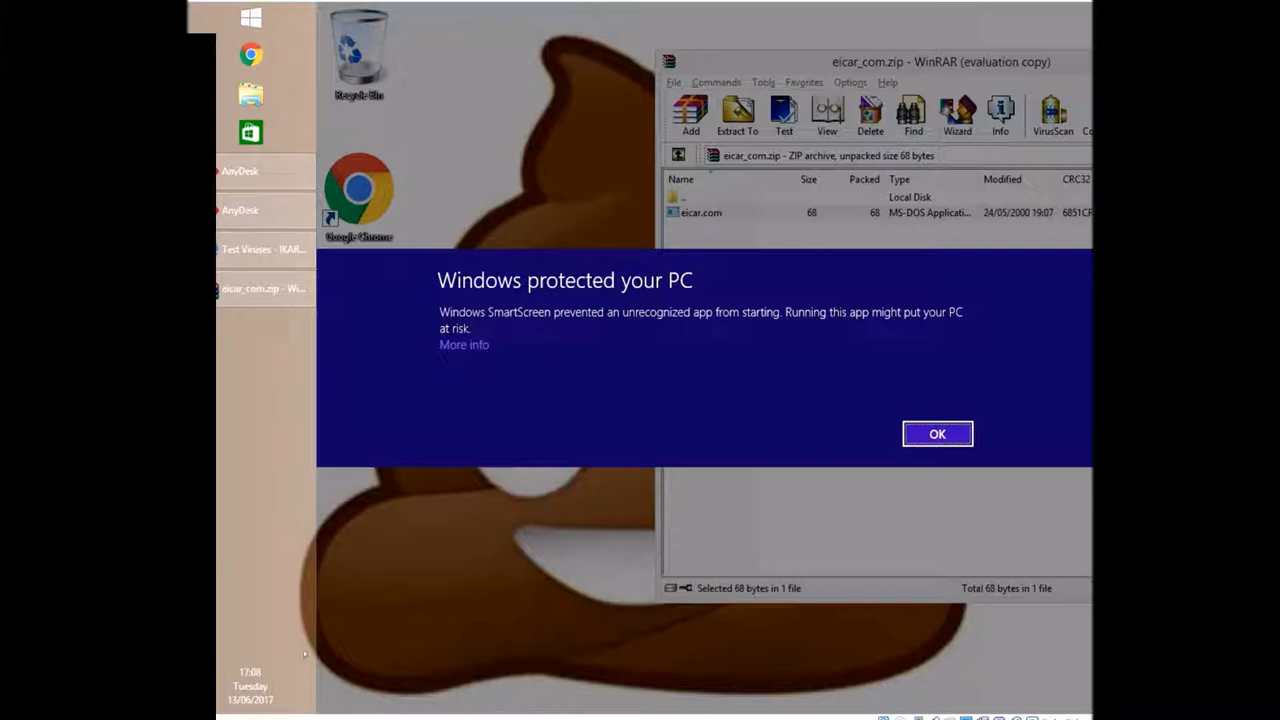 Recycle Bin
Google Chrome
AnyDesk
AnyDesk
Test Viruses - IKAR...
eicar_com.zip - Wi...
17:08
Tuesday
13/06/2017
eicar_com.zip - WinRAR (evaluation copy)
File Commands Tools Favorites Options Help
Add Extract To Test View Delete Find Wizard Info VirusScan
eicar_com.zip - ZIP archive, unpacked size 68 bytes
Name Size Packed Type Modified CRC32
.. Local Disk
eicar.com 68 68 MS-DOS Applicati... 24/05/2000 19:07 6851CF
Windows protected your PC
Windows SmartScreen prevented an unrecognized app from starting. Running this app might put your PC
at risk.
More info
OK
Selected 68 bytes in 1 file Total 68 bytes in 1 file